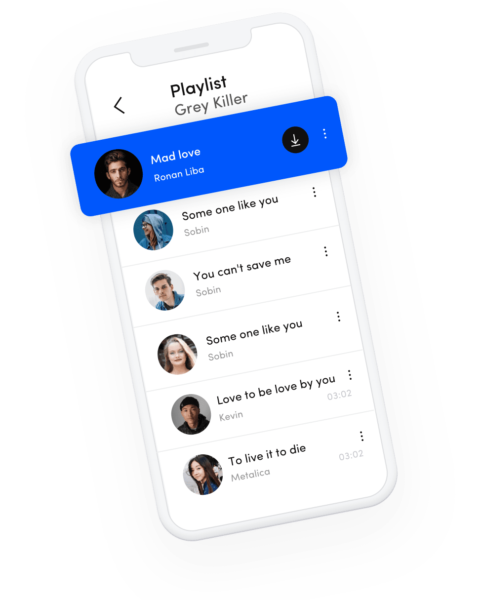 Playlist
Grey Killer
Mad love
Ronan Liba
Some one like you
Sobin
You can't save me
Sobin
Some one like you
Sobin
Love to be love by you
Kevin
03:02
To live it to die
Metalica
03:02